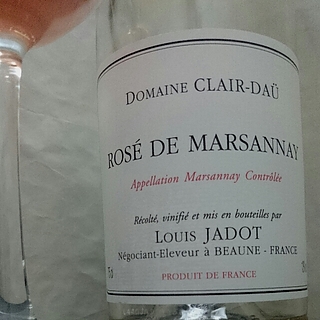 DOMAINE CLAIR-DAÜ
ROSÉ DE MARSANNAY
Appellation Marsannay Contrôlée
Récolté, vinifié et mis en bouteilles par
LOUIS JADOT
Négociant-Eleveur à BEAUNE - FRANCE
PRODUIT DE FRANCE